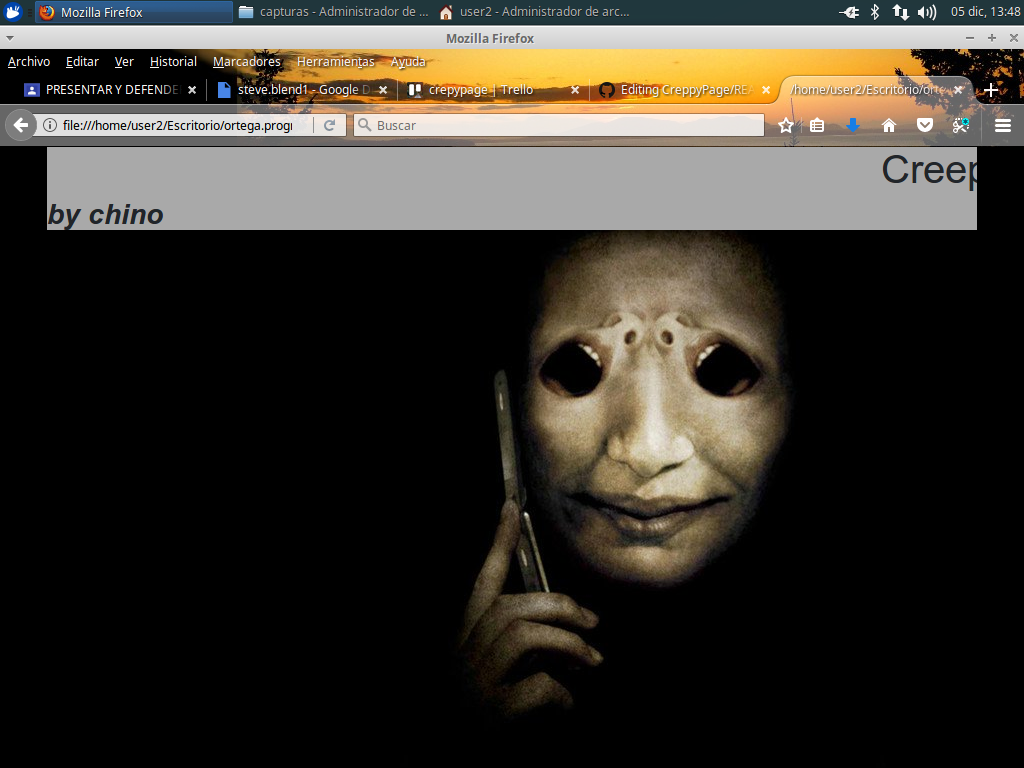 Mozilla Firefox
capturas - Administrador de ...
user2 - Administrador de arc...
05 dic, 13:48
Mozilla Firefox
Archivo Editar Ver Historial Marcadores Herramientas Ayuda
PRESENTAR Y DEFENDE
steve.blend1 - Google D
crepypage | Trello
Editing CreppyPage/REA
/home/user2/Escritorio/orte
file:///home/user2/Escritorio/ortega.progr
Buscar
Creep
by chino